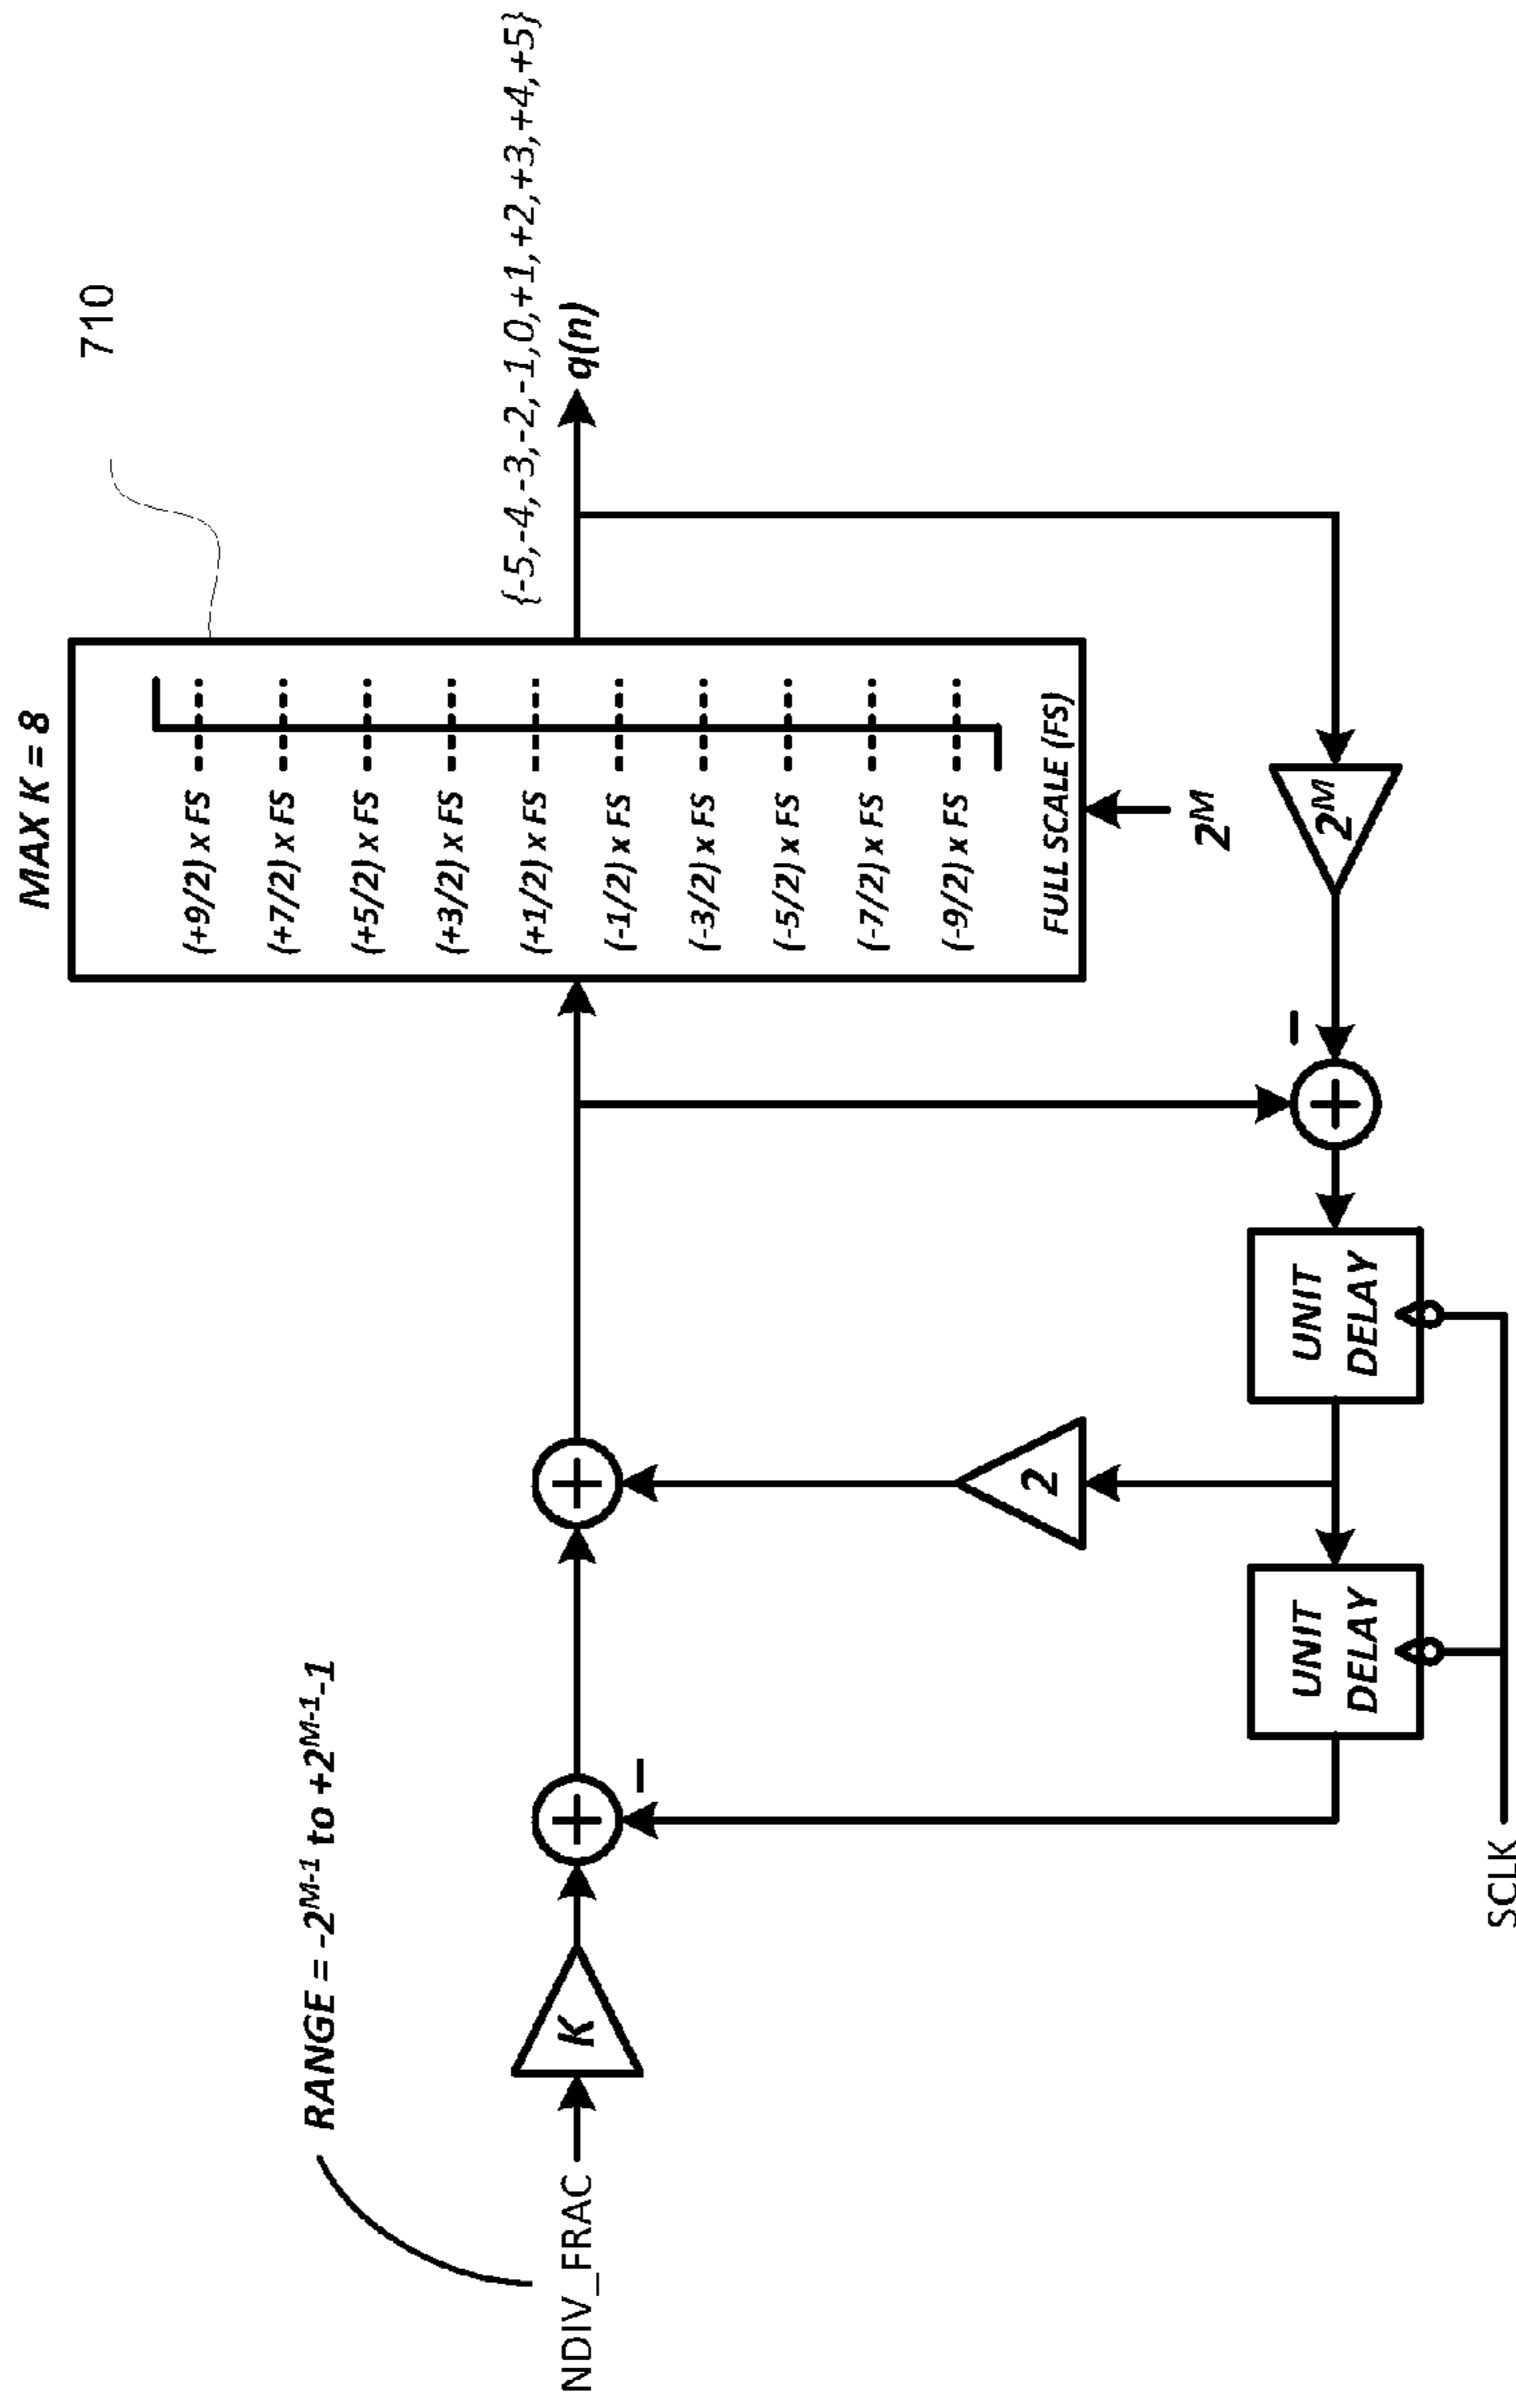 MAX K = 8
710
(+9/2) x FS
(+7/2) x FS
(+5/2) x FS
(+3/2) x FS
(+1/2) x FS
(-1/2) x FS
(-3/2) x FS
(-5/2) x FS
(-7/2) x FS
(-9/2) x FS
FULL SCALE (FS)
2^M
{-5,-4,-3,-2,-1,0,+1,+2,+3,+4,+5}
q(n)
RANGE = -2^M-1 to +2^M-1-1
NDIV_FRAC
K
+
−
+
2
UNIT
DELAY
UNIT
DELAY
+
−
2^M
SCLK